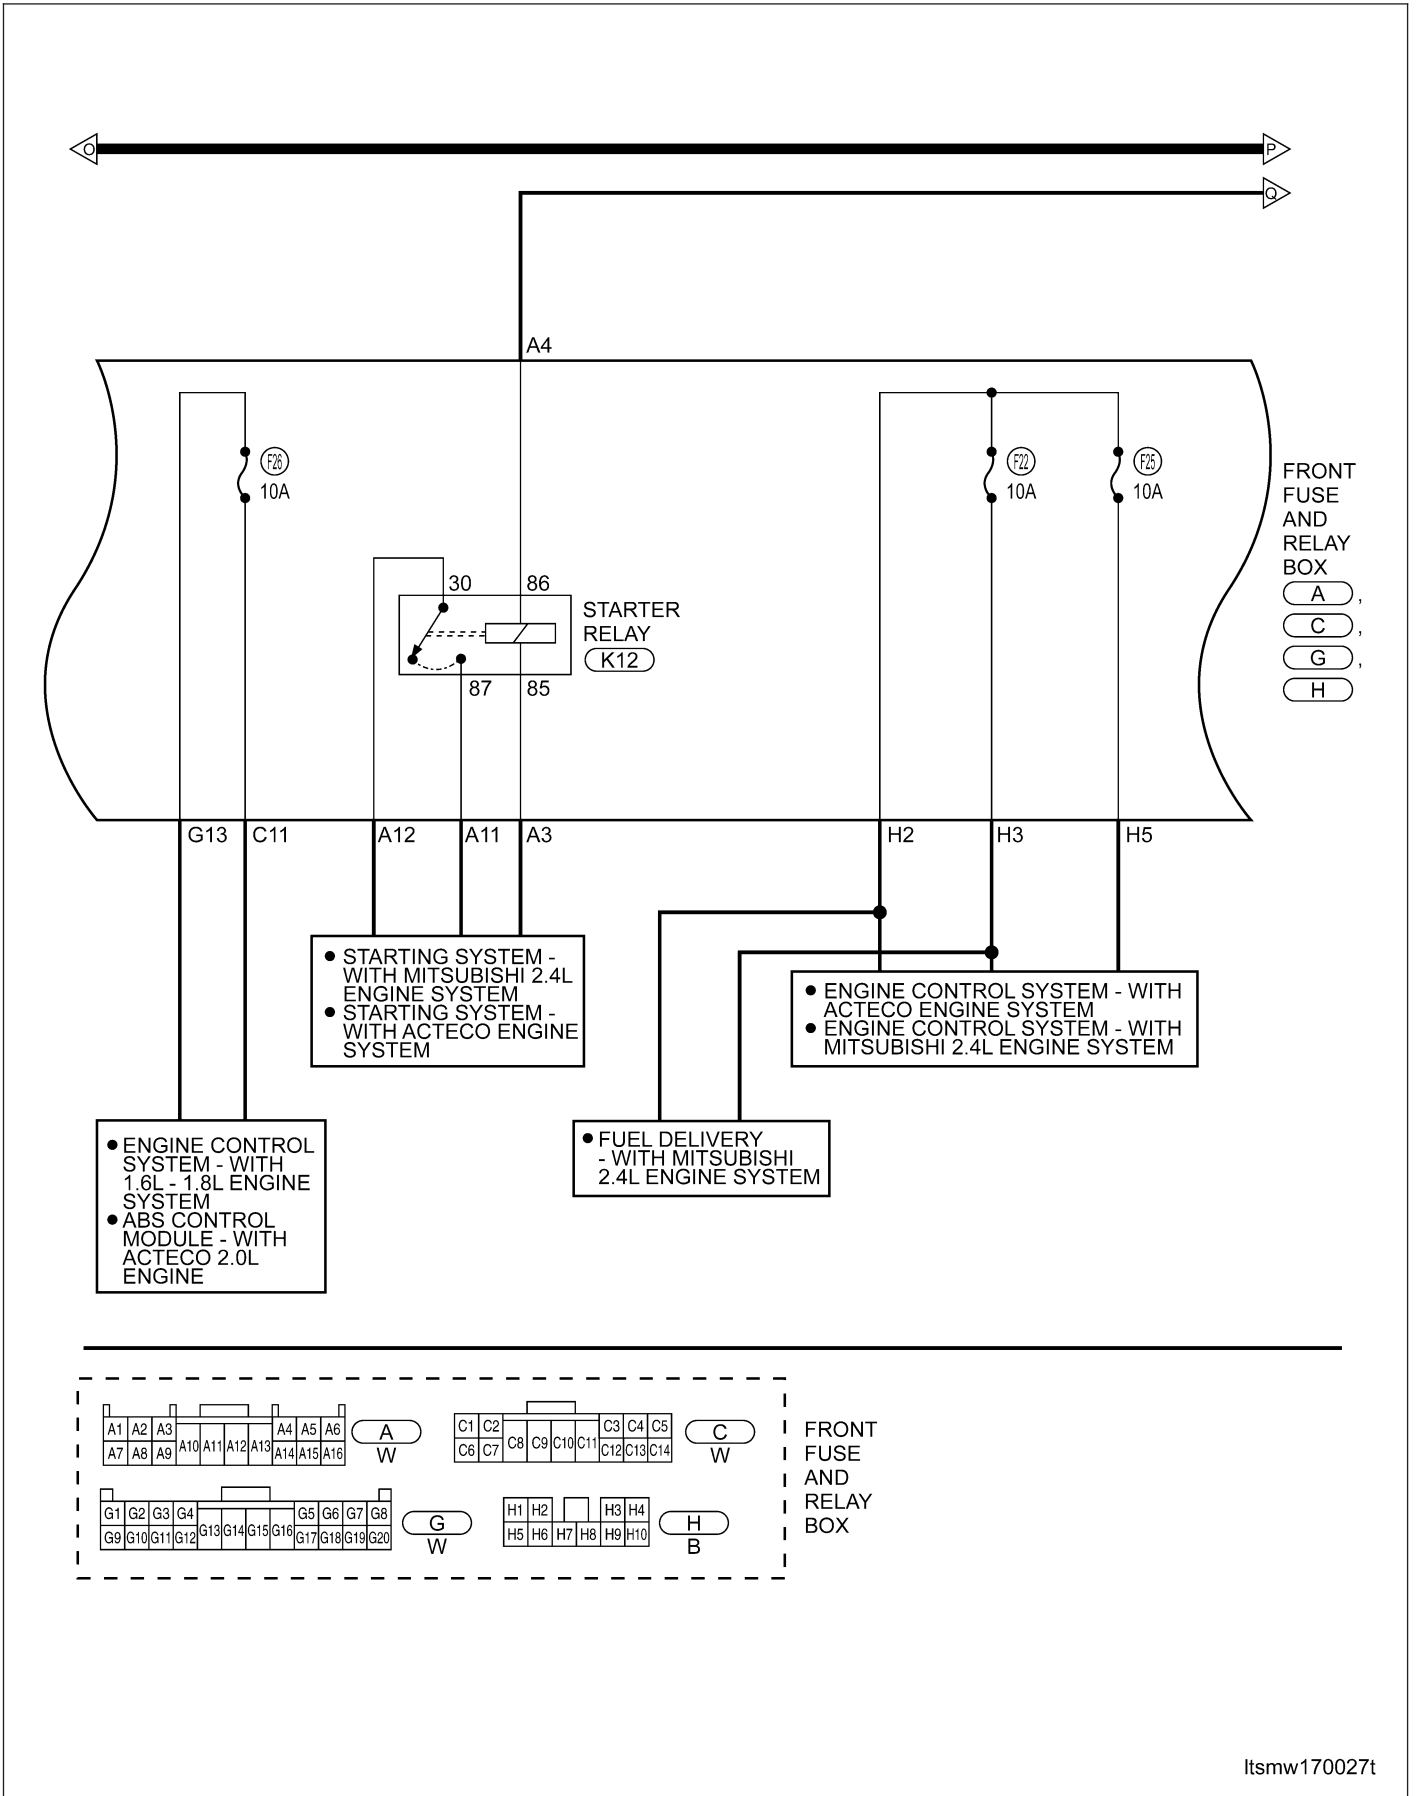 O
P
Q
A4
F26
10A
F22
10A
F25
10A
FRONT
FUSE
AND
RELAY
BOX
A ,
C ,
G ,
H
30
86
STARTER
RELAY
K12
87
85
G13
C11
A12
A11
A3
H2
H3
H5
● STARTING SYSTEM -
WITH MITSUBISHI 2.4L
ENGINE SYSTEM
● STARTING SYSTEM -
WITH ACTECO ENGINE
SYSTEM
● ENGINE CONTROL SYSTEM - WITH
ACTECO ENGINE SYSTEM
● ENGINE CONTROL SYSTEM - WITH
MITSUBISHI 2.4L ENGINE SYSTEM
● ENGINE CONTROL
SYSTEM - WITH
1.6L - 1.8L ENGINE
SYSTEM
● ABS CONTROL
MODULE - WITH
ACTECO 2.0L
ENGINE
● FUEL DELIVERY
- WITH MITSUBISHI
2.4L ENGINE SYSTEM
A1 A2 A3 A4 A5 A6
A10 A11 A12 A13
A7 A8 A9 A14 A15 A16
A
W
C1 C2 C3 C4 C5
C8 C9 C10 C11
C6 C7 C12 C13 C14
C
W
G1 G2 G3 G4 G5 G6 G7 G8
G13 G14 G15 G16
G9 G10 G11 G12 G17 G18 G19 G20
G
W
H1 H2 H3 H4
H5 H6 H7 H8 H9 H10
H
B
FRONT
FUSE
AND
RELAY
BOX
ltsmw170027t